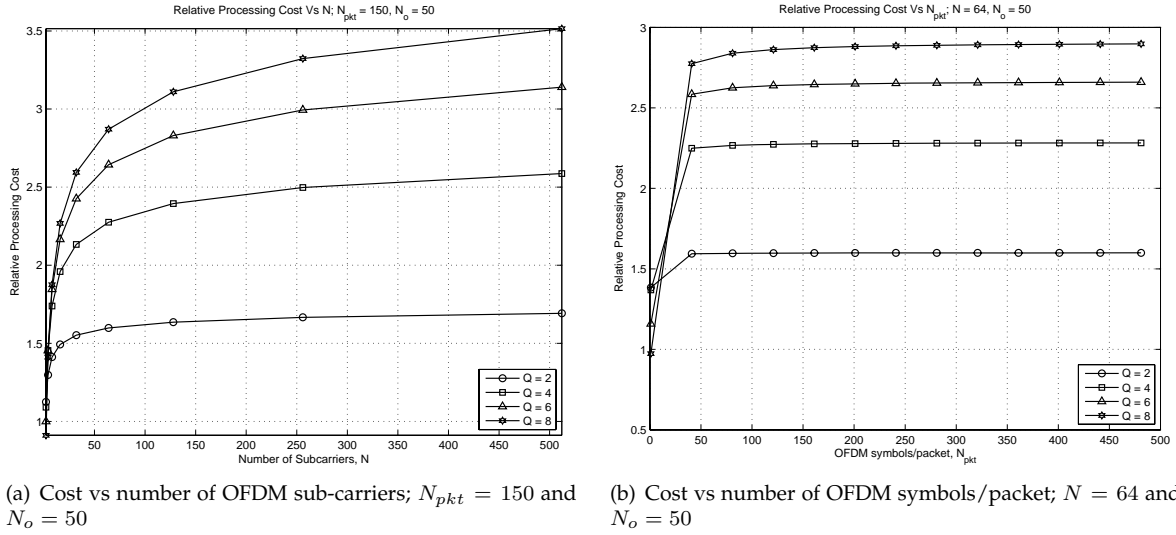 Relative Processing Cost Vs N; N_pkt = 150, N_o = 50
3.5
3
2.5
2
1.5
1
Relative Processing Cost
50 100 150 200 250 300 350 400 450 500
Number of Subcarriers, N
Q = 2
Q = 4
Q = 6
Q = 8
(a) Cost vs number of OFDM sub-carriers; N_pkt = 150 and
N_o = 50
Relative Processing Cost Vs N_pkt; N = 64, N_o = 50
3
2.5
2
1.5
1
0.5
Relative Processing Cost
0 50 100 150 200 250 300 350 400 450 500
OFDM symbols/packet, N_pkt
Q = 2
Q = 4
Q = 6
Q = 8
(b) Cost vs number of OFDM symbols/packet; N = 64 and
N_o = 50